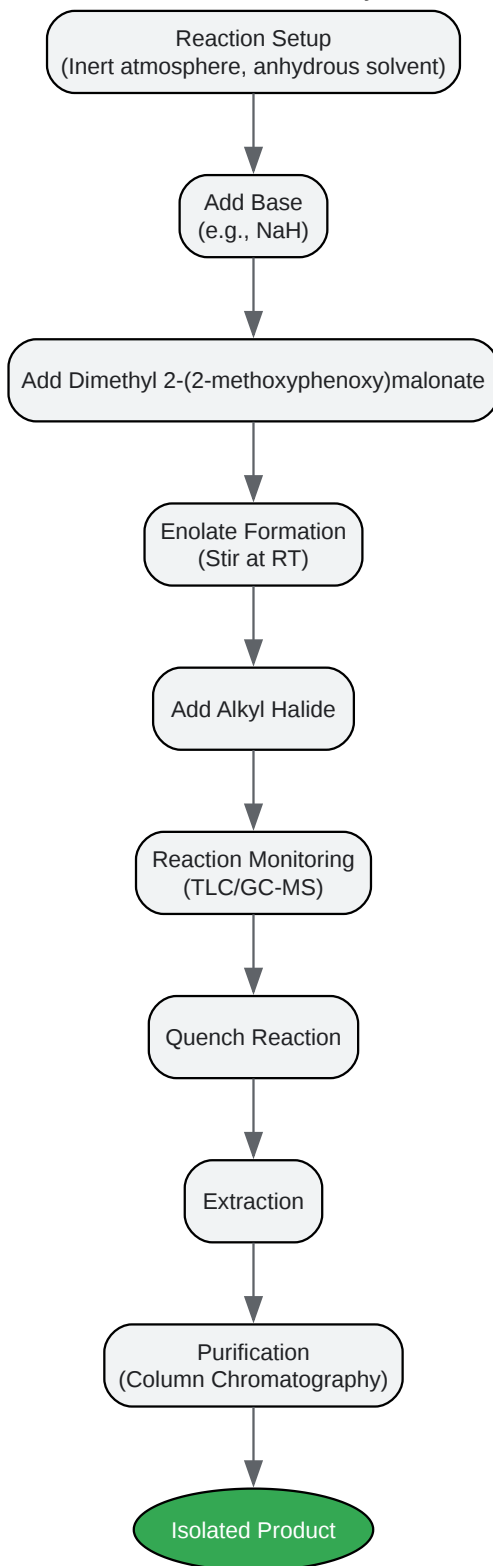 Reaction Setup
(Inert atmosphere, anhydrous solvent)
Add Base
(e.g., NaH)
Add Dimethyl 2-(2-methoxyphenoxy)malonate
Enolate Formation
(Stir at RT)
Add Alkyl Halide
Reaction Monitoring
(TLC/GC-MS)
Quench Reaction
Extraction
Purification
(Column Chromatography)
Isolated Product